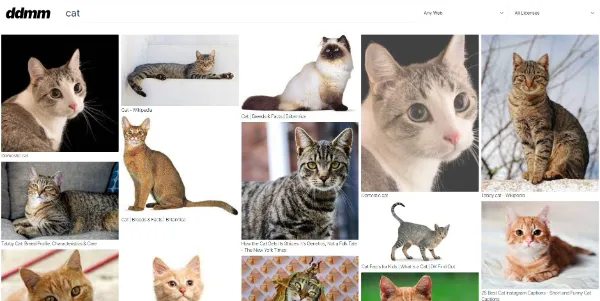 ddmm
cat
Any Web
All Licenses
Domestic cat
Cat - Wikipedia
Cat | Breeds & Facts | Britannica
Domestic cat
Tabby cat - Wikipedia
Tabby Cat: Breed Profile, Characteristics & Care
Cat | Breeds & Facts | Britannica
How the Cat Gets Its Stripes: It's Genetics, Not a Folk Tale
- The New York Times
Cat Facts for Kids | What is a Cat | DK Find Out
25 Best Cat Instagram Captions - Short and Funny Cat
Captions